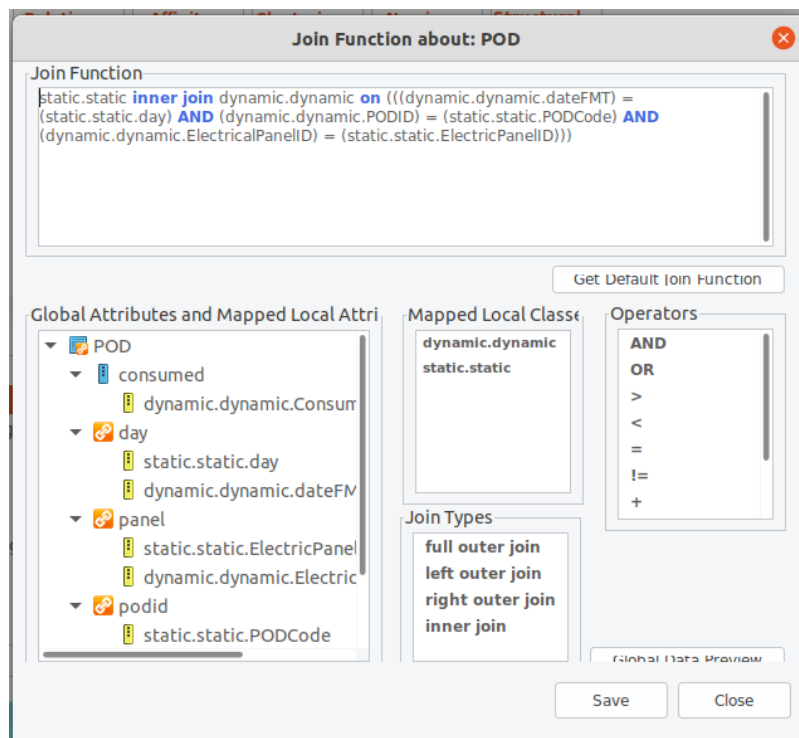 Join Function about: POD
Join Function
static.static inner join dynamic.dynamic on (((dynamic.dynamic.dateFMT) =
(static.static.day) AND (dynamic.dynamic.PODID) = (static.static.PODCode) AND
(dynamic.dynamic.ElectricalPanelID) = (static.static.ElectricPanelID)))
Get Default Join Function
Global Attributes and Mapped Local Attri
POD
consumed
dynamic.dynamic.Consum
day
static.static.day
dynamic.dynamic.dateFM
panel
static.static.ElectricPanel
dynamic.dynamic.Electric
podid
static.static.PODCode
Mapped Local Classe
dynamic.dynamic
static.static
Join Types
full outer join
left outer join
right outer join
inner join
Operators
AND
OR
>
<
=
!=
+
Global Data Preview
Save
Close